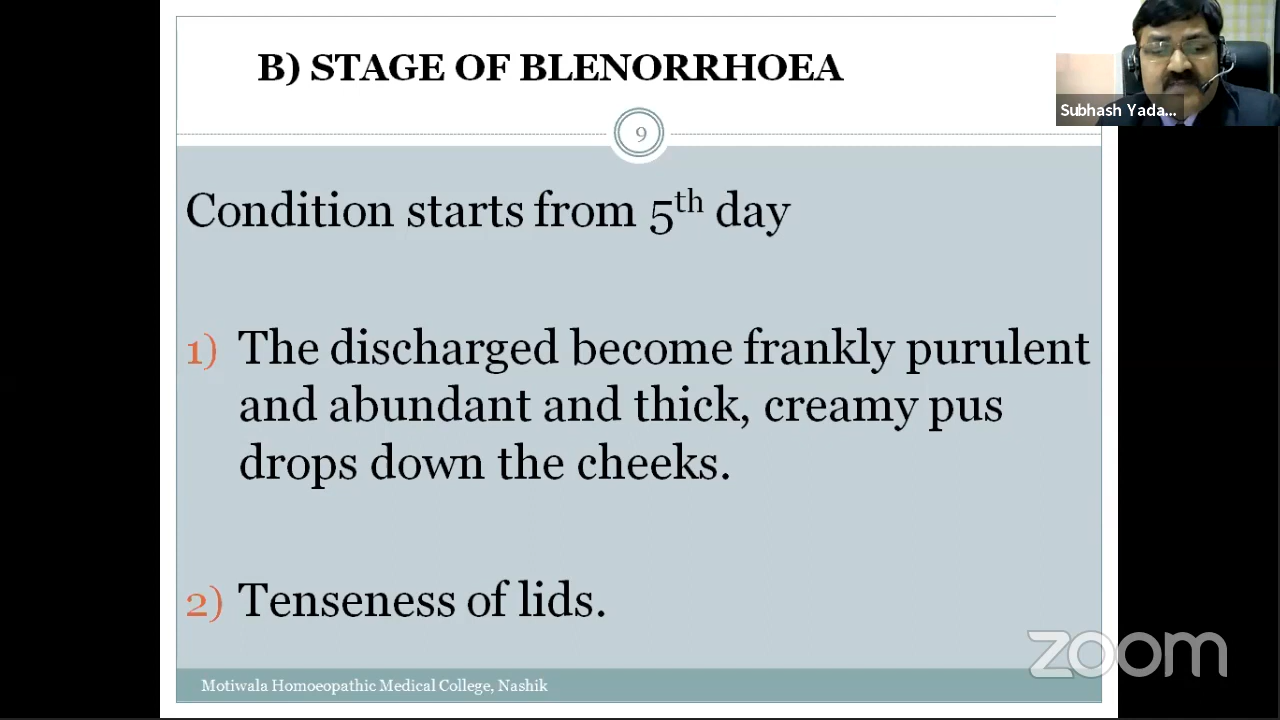 B) STAGE OF BLENORRHOEA
Subhash Yada...
9
Condition starts from 5th day
1) The discharged become frankly purulent
and abundant and thick, creamy pus
drops down the cheeks.
2) Tenseness of lids.
zoom
Motiwala Homoeopathic Medical College, Nashik